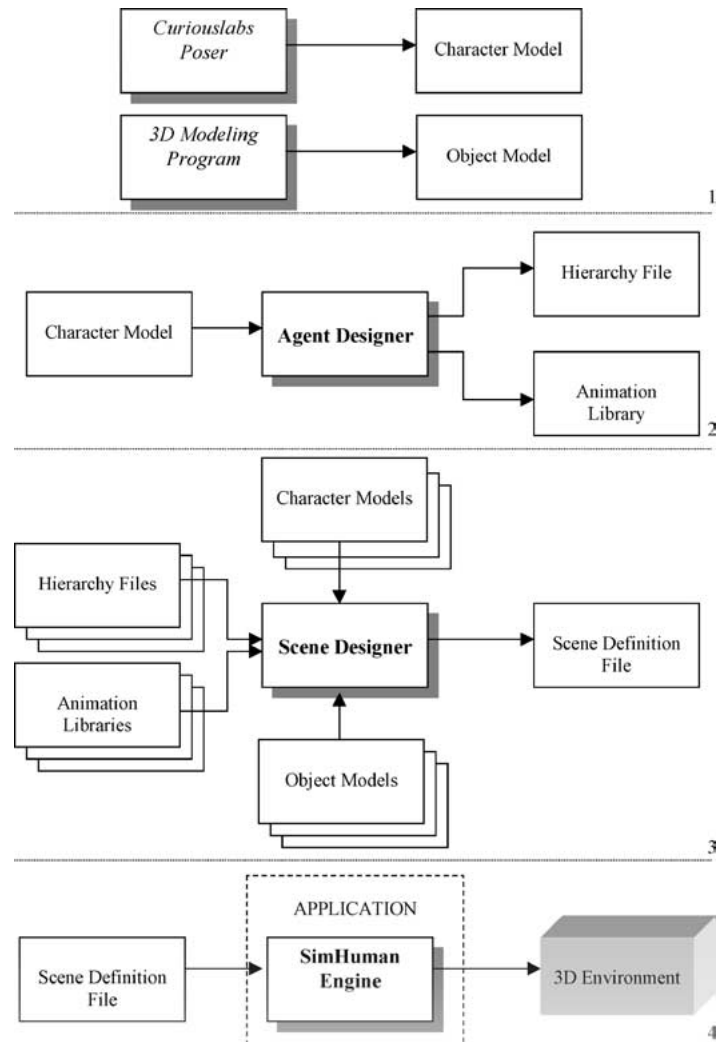 Curiouslabs
Poser
Character Model
3D Modeling
Program
Object Model
1
Character Model
Agent Designer
Hierarchy File
Animation
Library
2
Character Models
Hierarchy Files
Scene Designer
Scene Definition
File
Animation
Libraries
Object Models
3
APPLICATION
Scene Definition
File
SimHuman
Engine
3D Environment
4